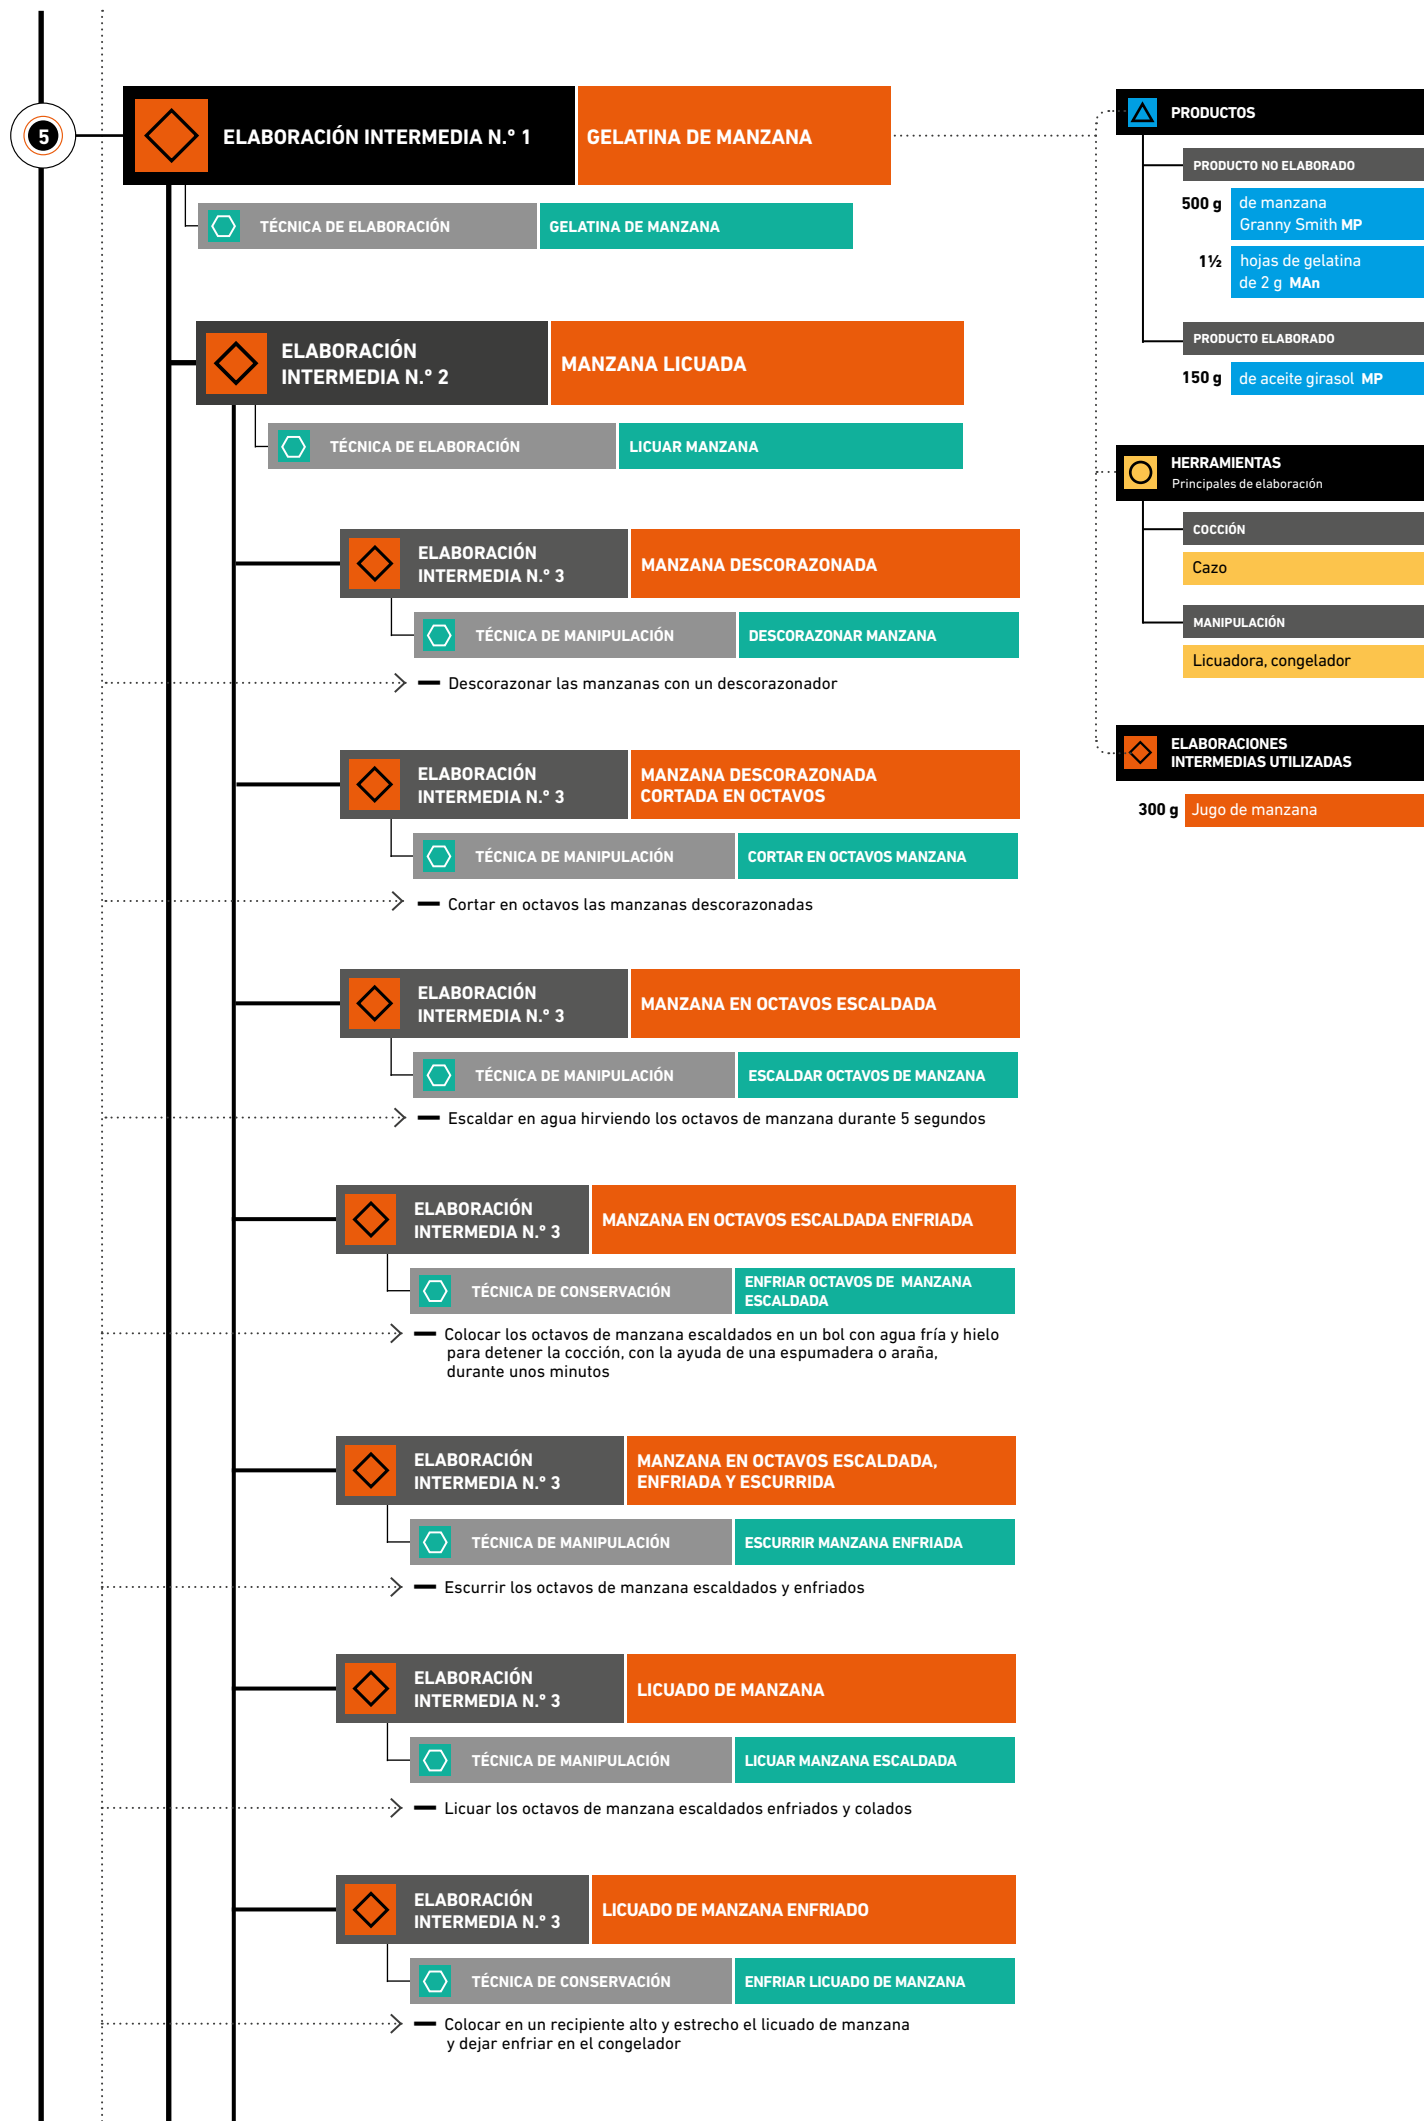 5
ELABORACIÓN INTERMEDIA N.º 1
GELATINA DE MANZANA
TÉCNICA DE ELABORACIÓN
GELATINA DE MANZANA
ELABORACIÓN
INTERMEDIA N.º 2
MANZANA LICUADA
TÉCNICA DE ELABORACIÓN
LICUAR MANZANA
ELABORACIÓN
INTERMEDIA N.º 3
MANZANA DESCORAZONADA
TÉCNICA DE MANIPULACIÓN
DESCORAZONAR MANZANA
— Descorazonar las manzanas con un descorazonador
ELABORACIÓN
INTERMEDIA N.º 3
MANZANA DESCORAZONADA
CORTADA EN OCTAVOS
TÉCNICA DE MANIPULACIÓN
CORTAR EN OCTAVOS MANZANA
— Cortar en octavos las manzanas descorazonadas
ELABORACIÓN
INTERMEDIA N.º 3
MANZANA EN OCTAVOS ESCALDADA
TÉCNICA DE MANIPULACIÓN
ESCALDAR OCTAVOS DE MANZANA
— Escaldar en agua hirviendo los octavos de manzana durante 5 segundos
ELABORACIÓN
INTERMEDIA N.º 3
MANZANA EN OCTAVOS ESCALDADA ENFRIADA
TÉCNICA DE CONSERVACIÓN
ENFRIAR OCTAVOS DE MANZANA
ESCALDADA
— Colocar los octavos de manzana escaldados en un bol con agua fría y hielo
para detener la cocción, con la ayuda de una espumadera o araña,
durante unos minutos
ELABORACIÓN
INTERMEDIA N.º 3
MANZANA EN OCTAVOS ESCALDADA,
ENFRIADA Y ESCURRIDA
TÉCNICA DE MANIPULACIÓN
ESCURRIR MANZANA ENFRIADA
— Escurrir los octavos de manzana escaldados y enfriados
ELABORACIÓN
INTERMEDIA N.º 3
LICUADO DE MANZANA
TÉCNICA DE MANIPULACIÓN
LICUAR MANZANA ESCALDADA
— Licuar los octavos de manzana escaldados enfriados y colados
ELABORACIÓN
INTERMEDIA N.º 3
LICUADO DE MANZANA ENFRIADO
TÉCNICA DE CONSERVACIÓN
ENFRIAR LICUADO DE MANZANA
— Colocar en un recipiente alto y estrecho el licuado de manzana
y dejar enfriar en el congelador
PRODUCTOS
PRODUCTO NO ELABORADO
500 g de manzana
Granny Smith MP
1½ hojas de gelatina
de 2 g MAn
PRODUCTO ELABORADO
150 g de aceite girasol MP
HERRAMIENTAS
Principales de elaboración
COCCIÓN
Cazo
MANIPULACIÓN
Licuadora, congelador
ELABORACIONES
INTERMEDIAS UTILIZADAS
300 g Jugo de manzana